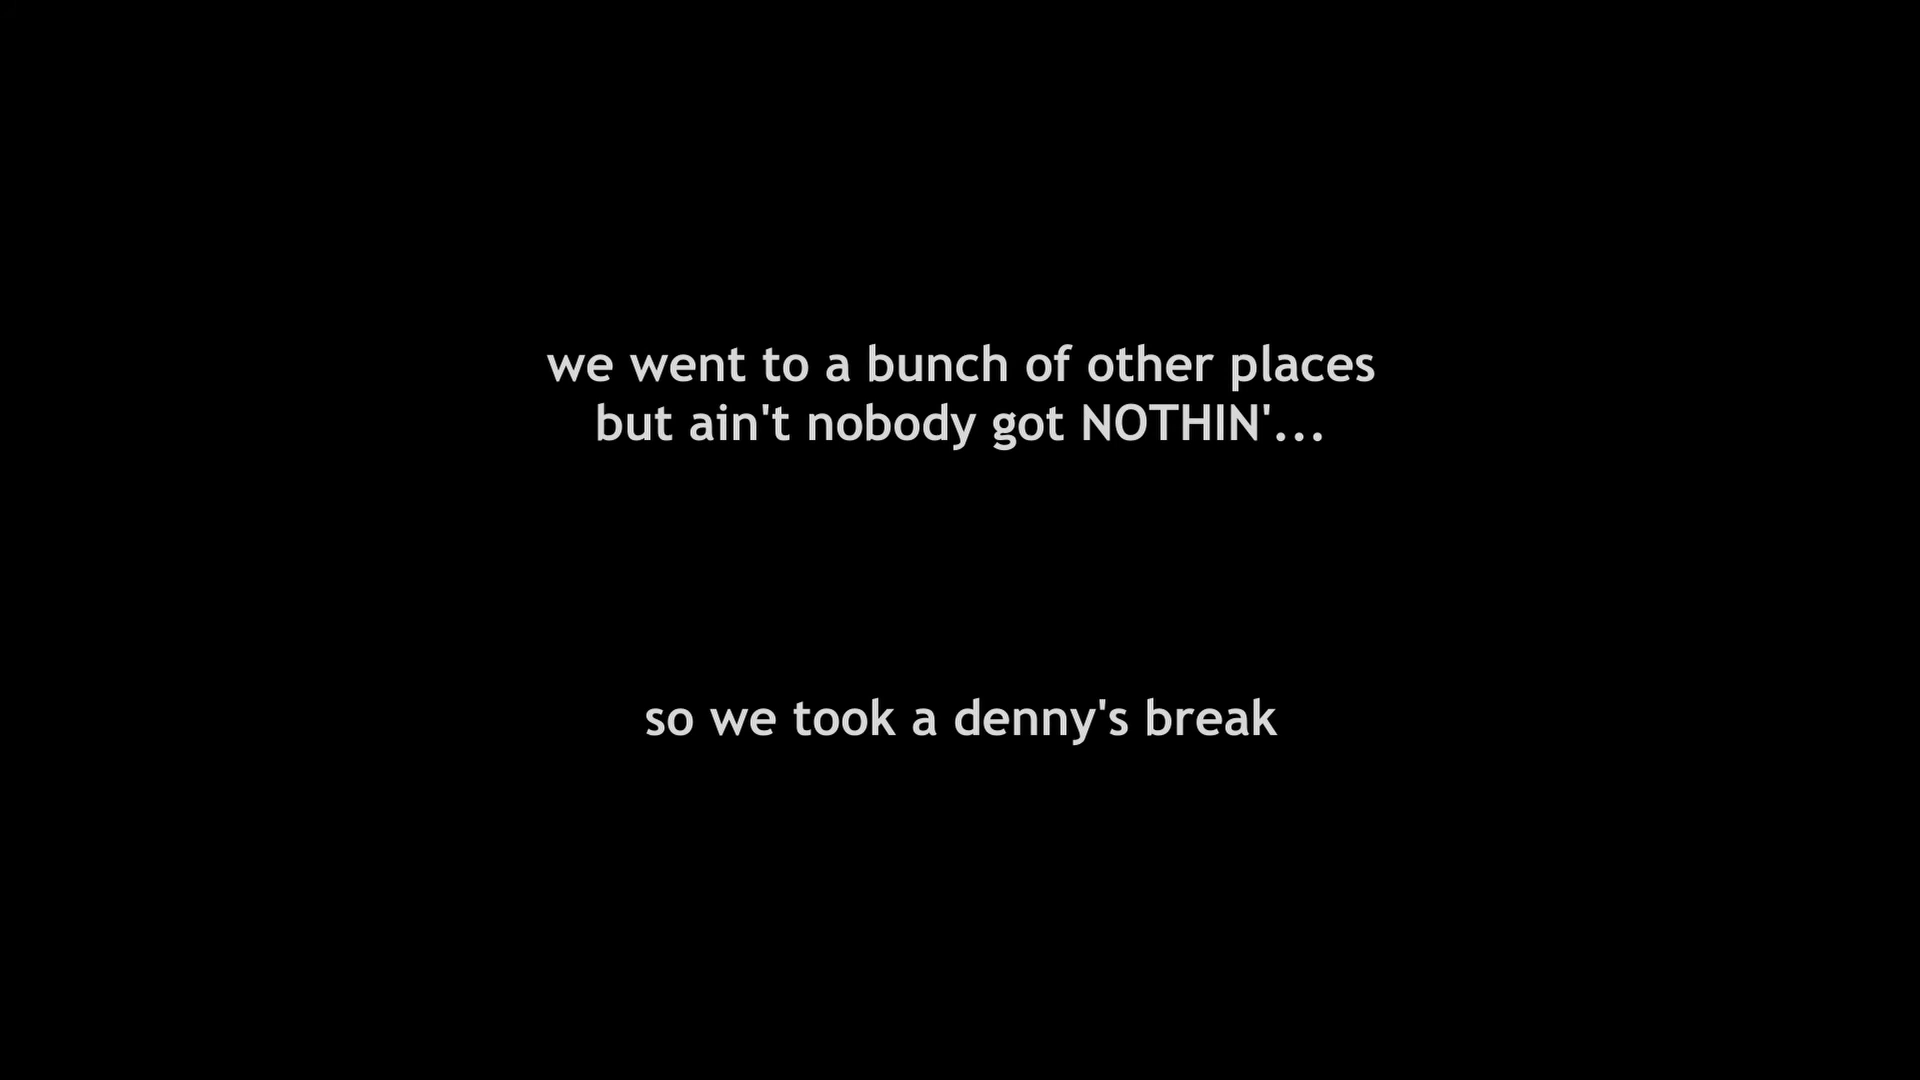 we went to a bunch of other places
but ain't nobody got NOTHIN'...
so we took a denny's break